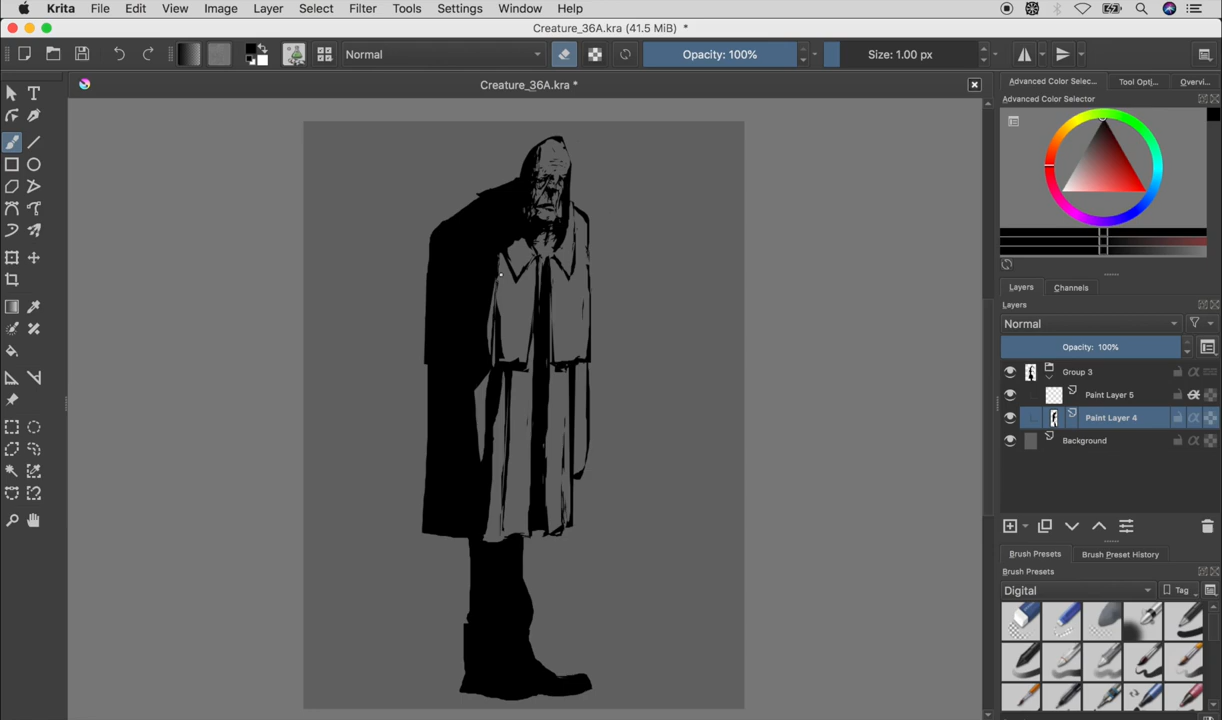 Krita File Edit View Image Layer Select Filter Tools Settings Window Help
Creature_36A.kra (41.5 MiB) *
Normal Opacity: 100% Size: 1.00 px
Creature_36A.kra *
Advanced Color Selec... Tool Opti... Overvi...
Advanced Color Selector
Layers Channels
Layers
Normal
Opacity: 100%
Group 3
Paint Layer 5
Paint Layer 4
Background
Brush Presets Brush Preset History
Brush Presets
Digital Tag